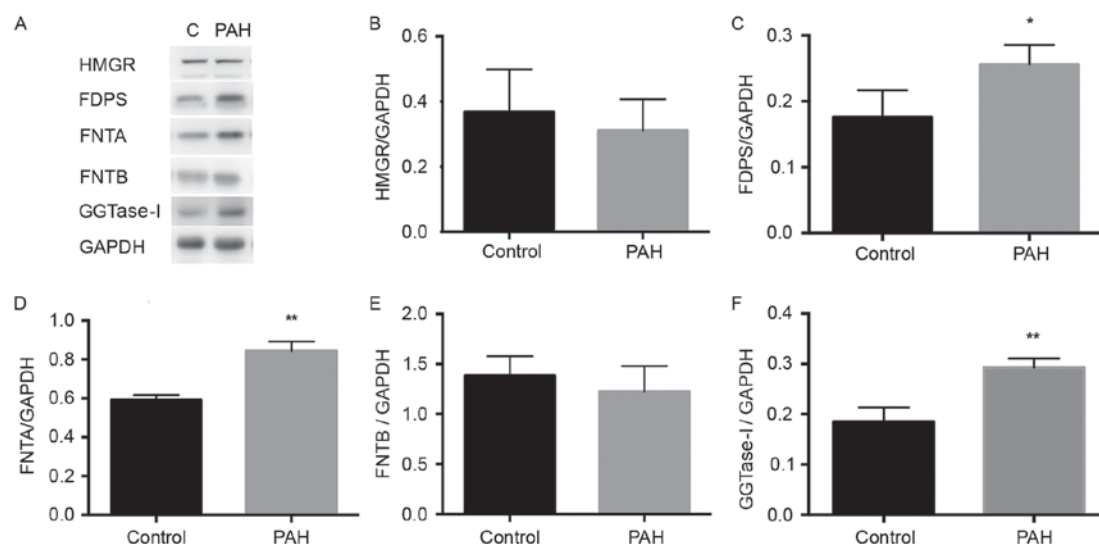 A
C PAH
HMGR
FDPS
FNTA
FNTB
GGTase-I
GAPDH
B
HMGR/GAPDH
0.6
0.4
0.2
0.0
Control PAH
C
FDPS/GAPDH
0.3
0.2
0.1
0.0
*
Control PAH
D
FNTA/GAPDH
1.0
0.8
0.6
0.4
0.2
0.0
**
Control PAH
E
FNTB / GAPDH
2.0
1.5
1.0
1.5
0.0
Control PAH
F
GGTase-I / GAPDH
0.4
0.3
0.2
0.1
0.0
**
Control PAH